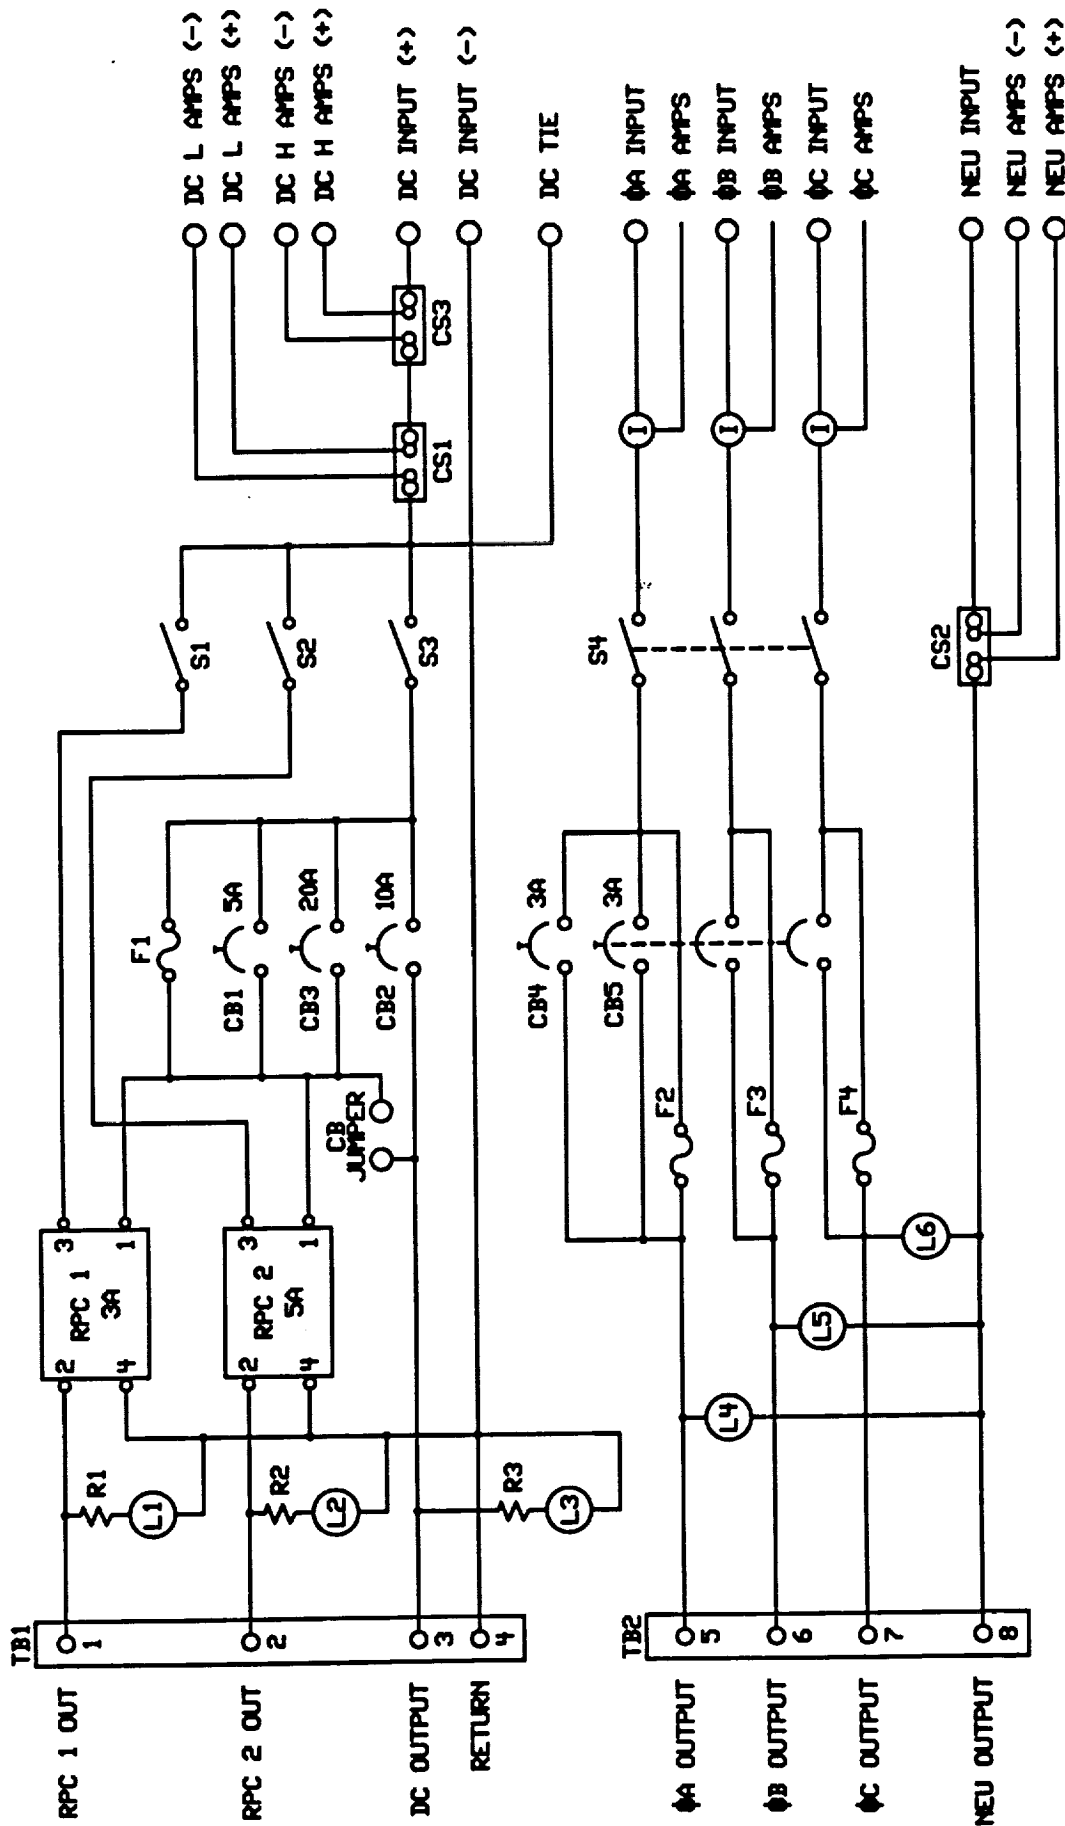 TB1
RPC 1 OUT
1
RPC 2 OUT
2
DC OUTPUT
3
RETURN
4
R1
L1
R2
L2
R3
L3
2
4
RPC 1
3A
3
1
2
4
RPC 2
5A
3
1
CB
JUMPER
F1
CB1
5A
CB3
20A
CB2
10A
S1
S2
S3
CS1
CS3
DC L AMPS (-)
DC L AMPS (+)
DC H AMPS (-)
DC H AMPS (+)
DC INPUT (+)
DC INPUT (-)
DC TIE
TB2
ΦA OUTPUT
5
ΦB OUTPUT
6
ΦC OUTPUT
7
NEU OUTPUT
8
L4
L5
L6
F2
F3
F4
CB4
3A
CB5
3A
S4
I
I
I
CS2
ΦA INPUT
ΦA AMPS
ΦB INPUT
ΦB AMPS
ΦC INPUT
ΦC AMPS
NEU INPUT
NEU AMPS (-)
NEU AMPS (+)